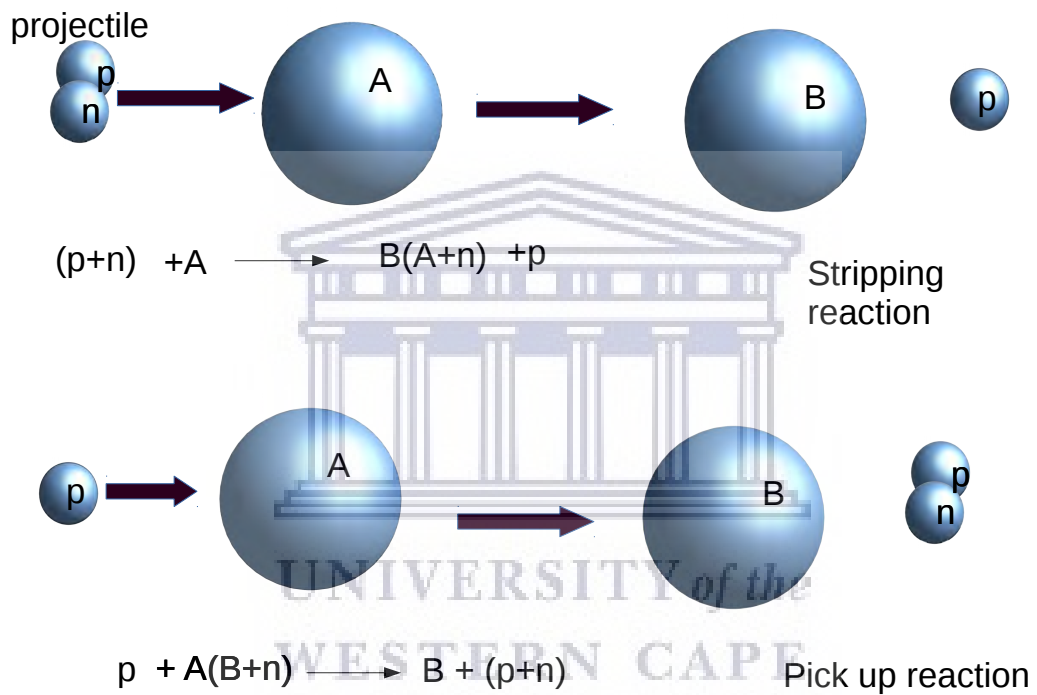 projectile
p
n
A
B
p
(p+n) +A B(A+n) +p
Stripping
reaction
p
A
B
p
n
UNIVERSITY of the
WESTERN CAPE
p + A(B+n) B + (p+n)
Pick up reaction